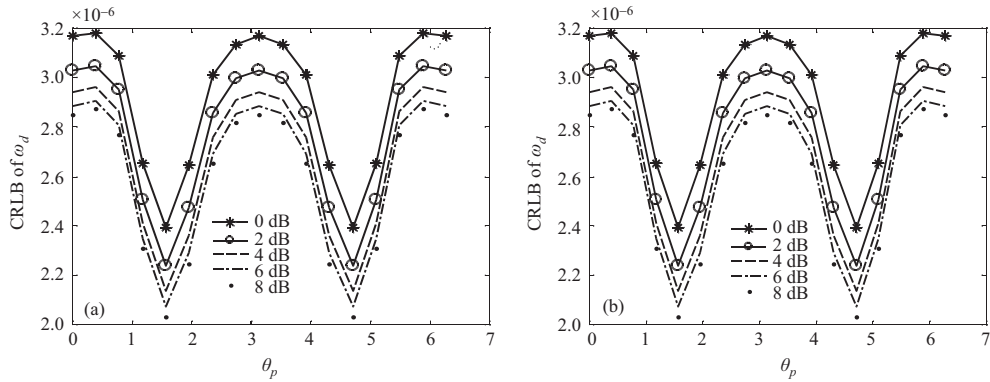 ×10⁻⁶
3.2
3.0
2.8
2.6
2.4
2.2
2.0
CRLB of ω_d
0 dB
2 dB
4 dB
6 dB
8 dB
(a)
0 1 2 3 4 5 6 7
θ_p
×10⁻⁶
3.2
3.0
2.8
2.6
2.4
2.2
2.0
CRLB of ω_d
0 dB
2 dB
4 dB
6 dB
8 dB
(b)
0 1 2 3 4 5 6 7
θ_p